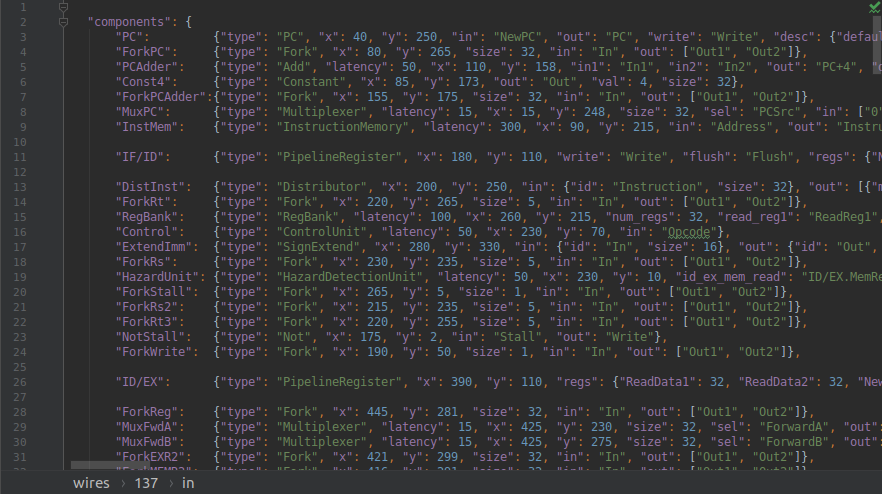 1
2 "components": {
3 "PC": {"type": "PC", "x": 40, "y": 250, "in": "NewPC", "out": "PC", "write": "Write", "desc": {"defau
4 "ForkPC": {"type": "Fork", "x": 80, "y": 265, "size": 32, "in": "In", "out": ["Out1", "Out2"]},
5 "PCAdder": {"type": "Add", "latency": 50, "x": 110, "y": 158, "in1": "In1", "in2": "In2", "out": "PC+4",
6 "Const4": {"type": "Constant", "x": 85, "y": 173, "out": "Out", "val": 4, "size": 32},
7 "ForkPCAdder":{"type": "Fork", "x": 155, "y": 175, "size": 32, "in": "In", "out": ["Out1", "Out2"]},
8 "MuxPC": {"type": "Multiplexer", "latency": 15, "x": 15, "y": 248, "size": 32, "sel": "PCSrc", "in": ["0"
9 "InstMem": {"type": "InstructionMemory", "latency": 300, "x": 90, "y": 215, "in": "Address", "out": "Instru
10
11 "IF/ID": {"type": "PipelineRegister", "x": 180, "y": 110, "write": "Write", "flush": "Flush", "regs": {"N
12
13 "DistInst": {"type": "Distributor", "x": 200, "y": 250, "in": {"id": "Instruction", "size": 32}, "out": [{"m
14 "ForkRt": {"type": "Fork", "x": 220, "y": 265, "size": 5, "in": "In", "out": ["Out1", "Out2"]},
15 "RegBank": {"type": "RegBank", "latency": 100, "x": 260, "y": 215, "num_regs": 32, "read_reg1": "ReadReg1",
16 "Control": {"type": "ControlUnit", "latency": 50, "x": 230, "y": 70, "in": "Opcode"},
17 "ExtendImm": {"type": "SignExtend", "x": 280, "y": 330, "in": {"id": "In", "size": 16}, "out": {"id": "Out",
18 "ForkRs": {"type": "Fork", "x": 230, "y": 235, "size": 5, "in": "In", "out": ["Out1", "Out2"]},
19 "HazardUnit": {"type": "HazardDetectionUnit", "latency": 50, "x": 230, "y": 10, "id_ex_mem_read": "ID/EX.MemRe
20 "ForkStall": {"type": "Fork", "x": 265, "y": 5, "size": 1, "in": "In", "out": ["Out1", "Out2"]},
21 "ForkRs2": {"type": "Fork", "x": 215, "y": 235, "size": 5, "in": "In", "out": ["Out1", "Out2"]},
22 "ForkRt3": {"type": "Fork", "x": 220, "y": 255, "size": 5, "in": "In", "out": ["Out1", "Out2"]},
23 "NotStall": {"type": "Not", "x": 175, "y": 2, "in": "Stall", "out": "Write"},
24 "ForkWrite": {"type": "Fork", "x": 190, "y": 50, "size": 1, "in": "In", "out": ["Out1", "Out2"]},
25
26 "ID/EX": {"type": "PipelineRegister", "x": 390, "y": 110, "regs": {"ReadData1": 32, "ReadData2": 32, "New
27
28 "ForkReg": {"type": "Fork", "x": 445, "y": 281, "size": 32, "in": "In", "out": ["Out1", "Out2"]},
29 "MuxFwdA": {"type": "Multiplexer", "latency": 15, "x": 425, "y": 230, "size": 32, "sel": "ForwardA", "out":
30 "MuxFwdB": {"type": "Multiplexer", "latency": 15, "x": 425, "y": 275, "size": 32, "sel": "ForwardB", "out":
31 "ForkEXR2": {"type": "Fork", "x": 421, "y": 299, "size": 32, "in": "In", "out": ["Out1", "Out2"]},
wires › 137 › in